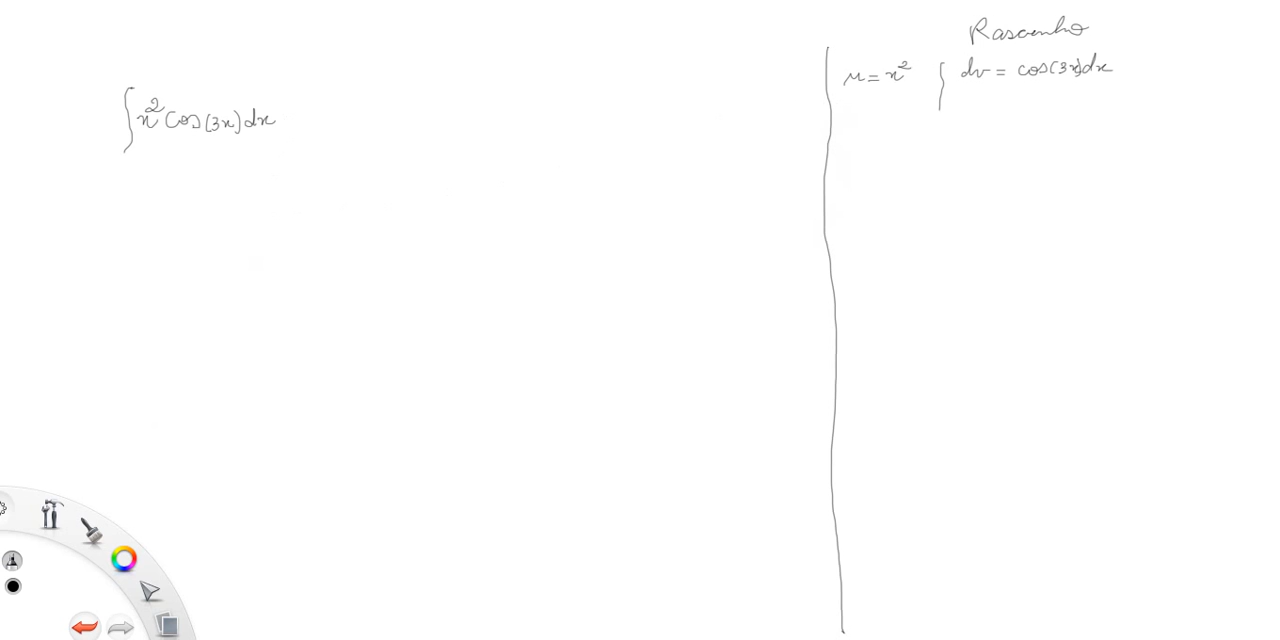 ∫x² cos(3x)dx
Rascunho
u = x² dv = cos(3x)dx